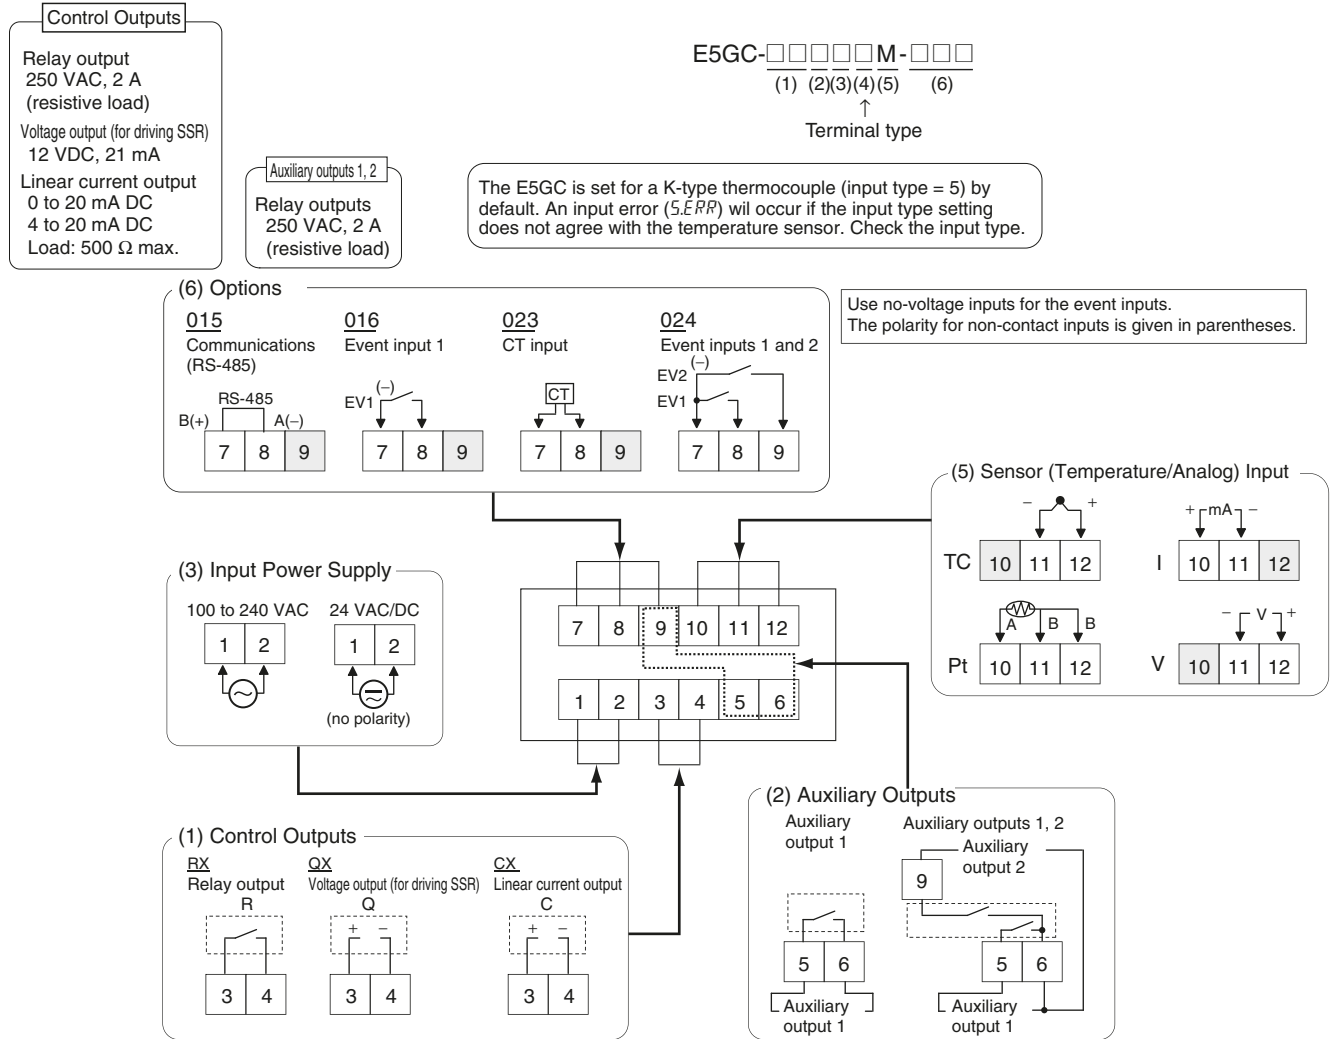 Control Outputs
Relay output
250 VAC, 2 A
(resistive load)
Voltage output (for driving SSR)
12 VDC, 21 mA
Linear current output
0 to 20 mA DC
4 to 20 mA DC
Load: 500 Ω max.
Auxiliary outputs 1, 2
Relay outputs
250 VAC, 2 A
(resistive load)
E5GC-□□□□□M-□□□
(1) (2)(3)(4)(5) (6)
↑
Terminal type
The E5GC is set for a K-type thermocouple (input type = 5) by
default. An input error (S.ERR) wil occur if the input type setting
does not agree with the temperature sensor. Check the input type.
Use no-voltage inputs for the event inputs.
The polarity for non-contact inputs is given in parentheses.
(6) Options
015
Communications
(RS-485)
RS-485
B(+) A(−)
7 8 9
016
Event input 1
(−)
EV1
7 8 9
023
CT input
CT
7 8 9
024
Event inputs 1 and 2
(−)
EV2
EV1
7 8 9
(5) Sensor (Temperature/Analog) Input
− +
TC 10 11 12
+ mA −
I 10 11 12
A B B
Pt 10 11 12
− V +
V 10 11 12
(3) Input Power Supply
100 to 240 VAC
1 2
24 VAC/DC
1 2
(no polarity)
7 8 9 10 11 12
1 2 3 4 5 6
(1) Control Outputs
RX
Relay output
R
3 4
QX
Voltage output (for driving SSR)
Q
+ −
3 4
CX
Linear current output
C
+ −
3 4
(2) Auxiliary Outputs
Auxiliary
output 1
5 6
Auxiliary
output 1
Auxiliary outputs 1, 2
Auxiliary
output 2
9
5 6
Auxiliary
output 1